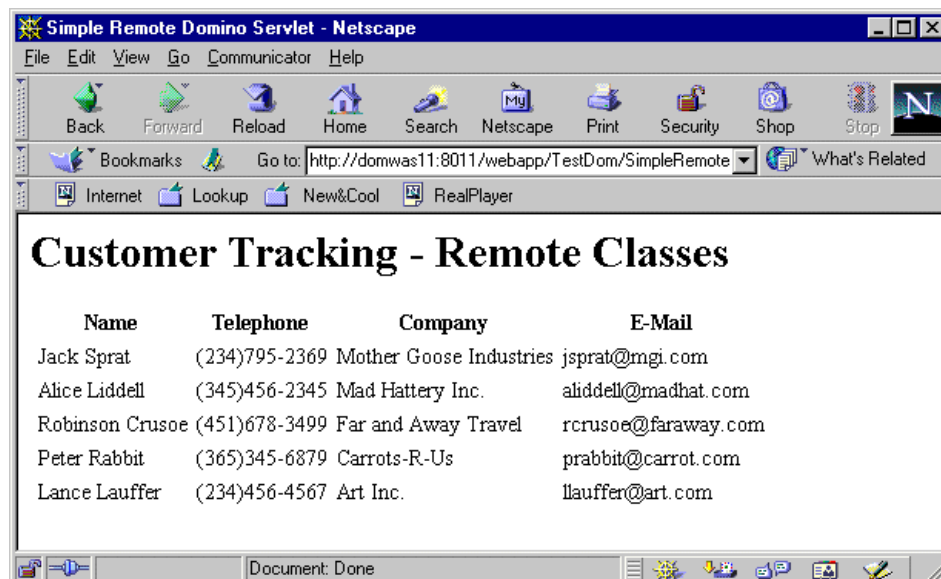 Simple Remote Domino Servlet - Netscape
File Edit View Go Communicator Help
My N
Back Forward Reload Home Search Netscape Print Security Shop Stop
Bookmarks Go to: http://domwas11:8011/webapp/TestDom/SimpleRemote What's Related
Internet Lookup New&Cool RealPlayer
Customer Tracking - Remote Classes
Name Telephone Company E-Mail
Jack Sprat (234)795-2369 Mother Goose Industries jsprat@mgi.com
Alice Liddell (345)456-2345 Mad Hattery Inc. aliddell@madhat.com
Robinson Crusoe (451)678-3499 Far and Away Travel rcrusoe@faraway.com
Peter Rabbit (365)345-6879 Carrots-R-Us prabbit@carrot.com
Lance Lauffer (234)456-4567 Art Inc. llauffer@art.com
Document: Done